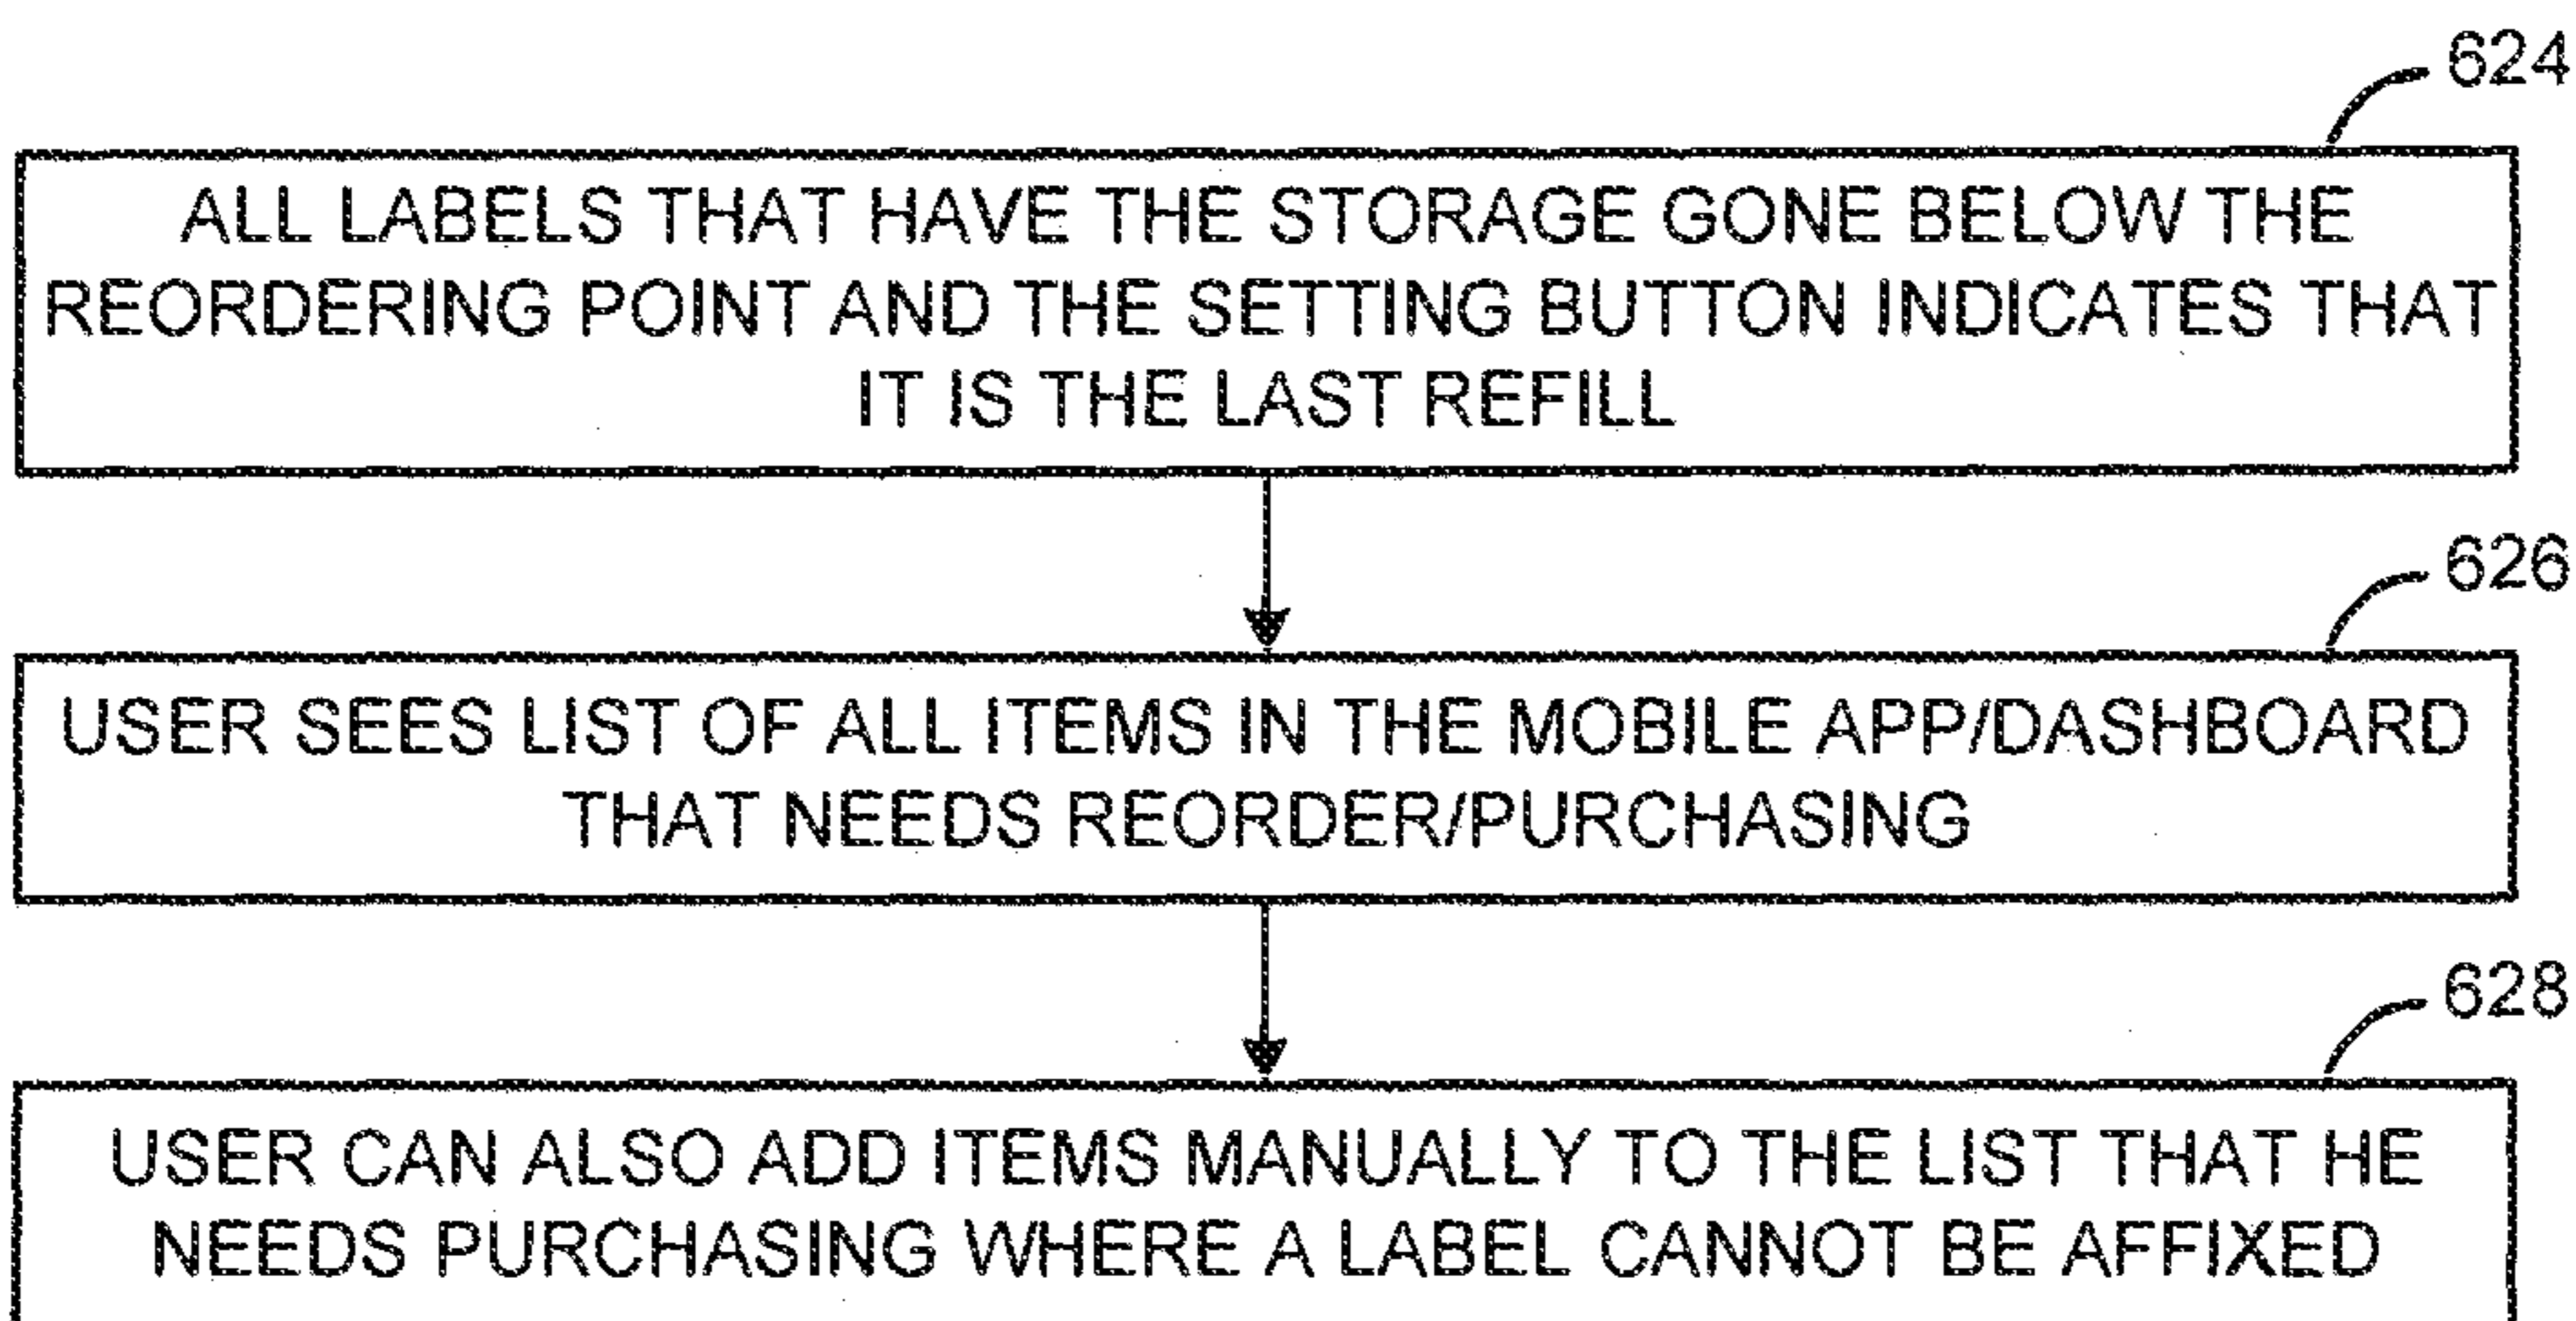 624
ALL LABELS THAT HAVE THE STORAGE GONE BELOW THE
REORDERING POINT AND THE SETTING BUTTON INDICATES THAT
IT IS THE LAST REFILL
626
USER SEES LIST OF ALL ITEMS IN THE MOBILE APP/DASHBOARD
THAT NEEDS REORDER/PURCHASING
628
USER CAN ALSO ADD ITEMS MANUALLY TO THE LIST THAT HE
NEEDS PURCHASING WHERE A LABEL CANNOT BE AFFIXED